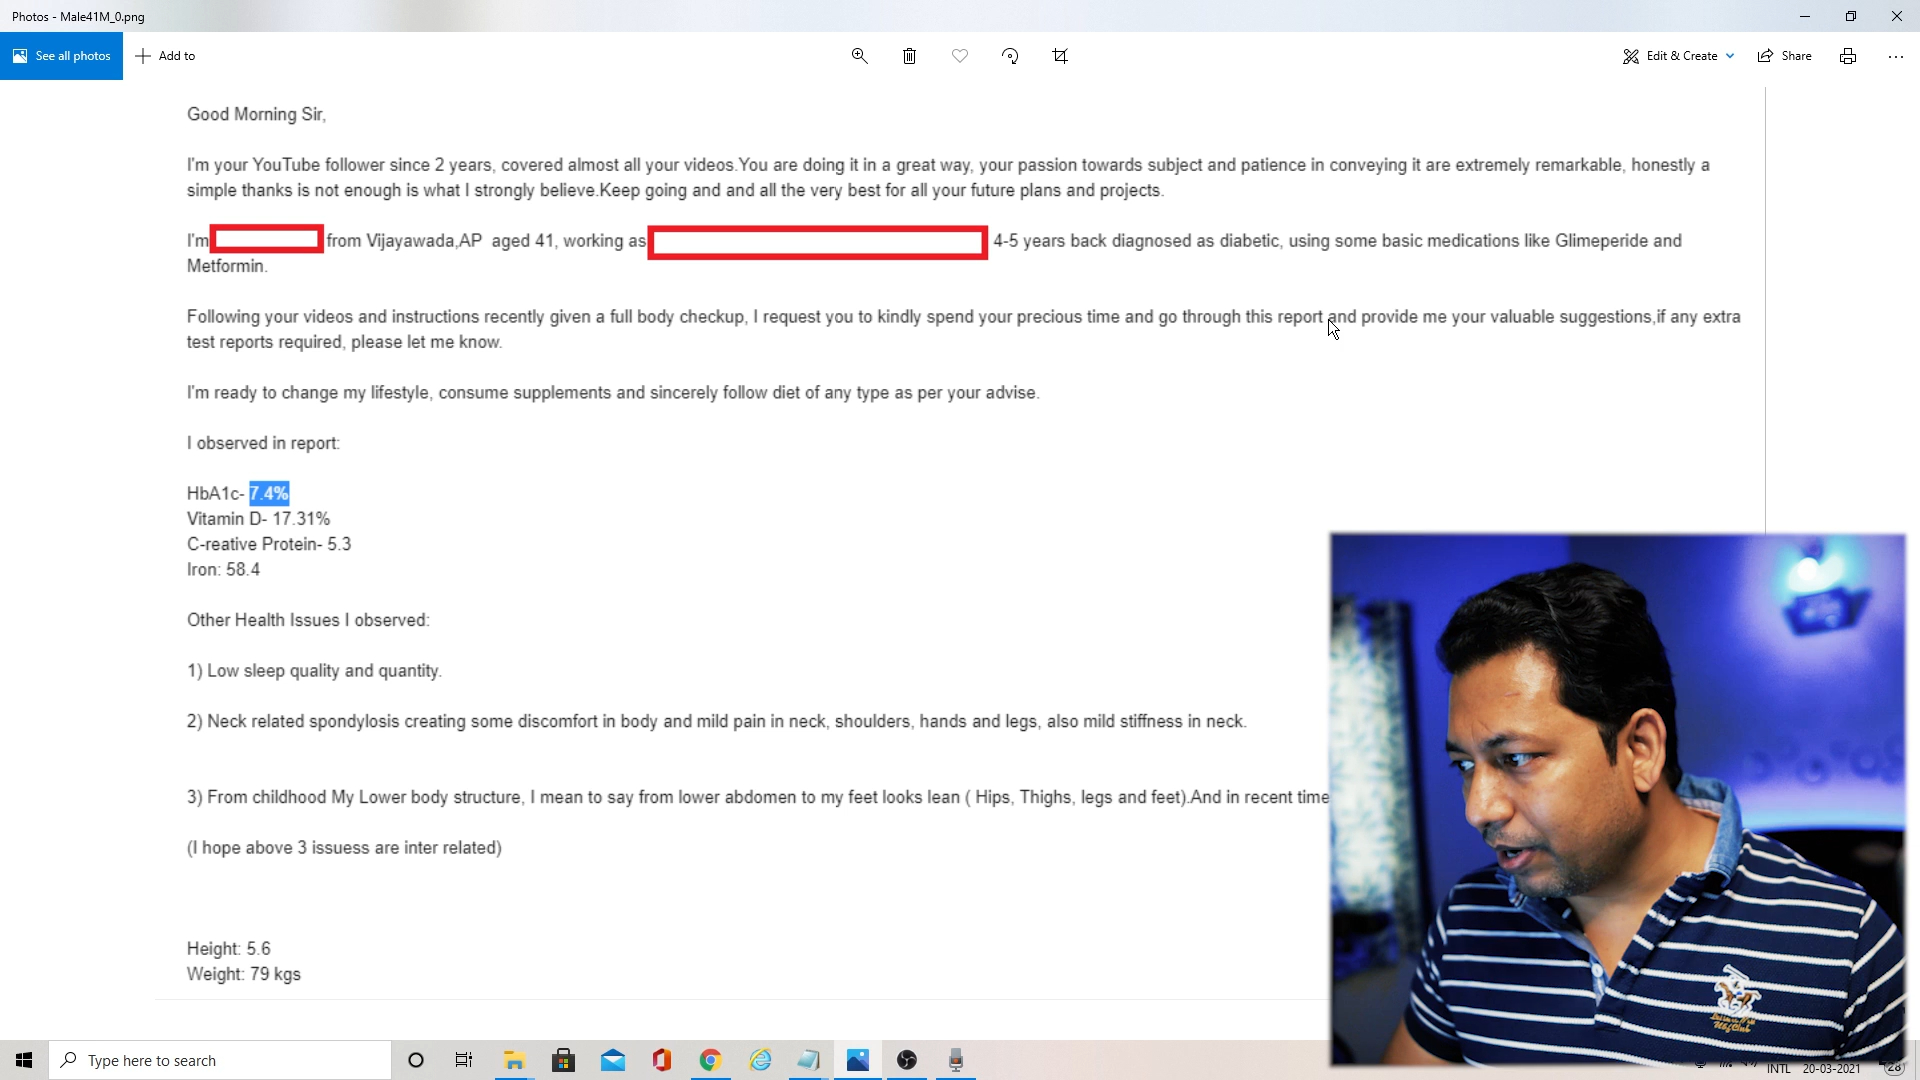 Photos - Male41M_0.png
See all photos
Add to
Edit & Create
Share
Good Morning Sir,
I'm your YouTube follower since 2 years, covered almost all your videos.You are doing it in a great way, your passion towards subject and patience in conveying it are extremely remarkable, honestly a
simple thanks is not enough is what I strongly believe.Keep going and and all the very best for all your future plans and projects.
I'm from Vijayawada,AP aged 41, working as 4-5 years back diagnosed as diabetic, using some basic medications like Glimeperide and
Metformin.
Following your videos and instructions recently given a full body checkup, I request you to kindly spend your precious time and go through this report and provide me your valuable suggestions,if any extra
test reports required, please let me know.
I'm ready to change my lifestyle, consume supplements and sincerely follow diet of any type as per your advise.
I observed in report:
HbA1c- 7.4%
Vitamin D- 17.31%
C-reative Protein- 5.3
Iron: 58.4
Other Health Issues I observed:
1) Low sleep quality and quantity.
2) Neck related spondylosis creating some discomfort in body and mild pain in neck, shoulders, hands and legs, also mild stiffness in neck.
3) From childhood My Lower body structure, I mean to say from lower abdomen to my feet looks lean ( Hips, Thighs, legs and feet).And in recent time
(I hope above 3 issuess are inter related)
Height: 5.6
Weight: 79 kgs
Type here to search
INTL
20-03-2021
28